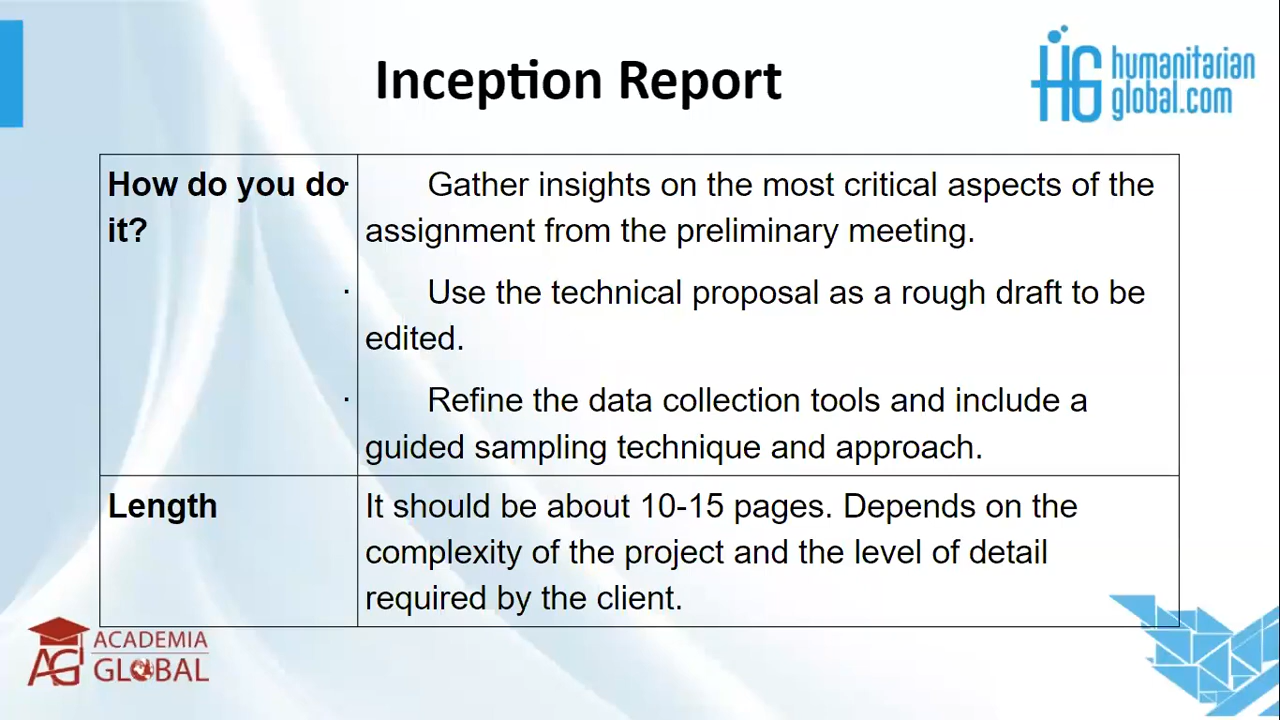 Inception Report
humanitarian
global.com
How do you do it?
· Gather insights on the most critical aspects of the
assignment from the preliminary meeting.
· Use the technical proposal as a rough draft to be
edited.
· Refine the data collection tools and include a
guided sampling technique and approach.
Length
It should be about 10-15 pages. Depends on the
complexity of the project and the level of detail
required by the client.
AG ACADEMIA
GLOBAL